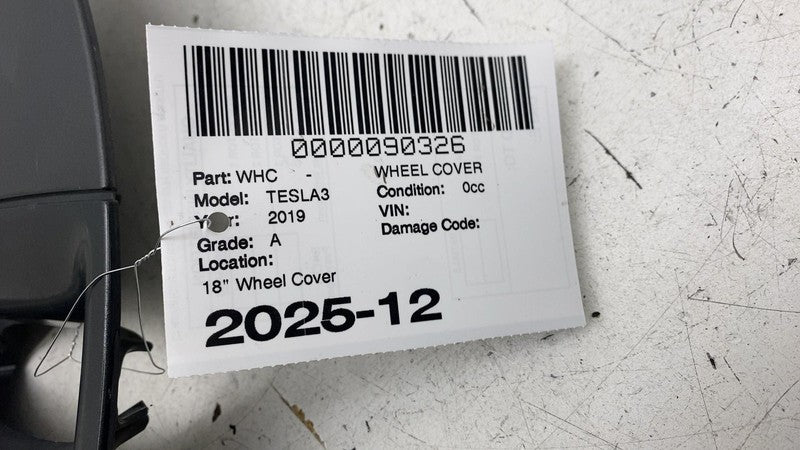 0000090326
Part: WHC - WHEEL COVER
Model: TESLA3 Condition: 0cc
Year: 2019 VIN:
Grade: A Damage Code:
Location:
18" Wheel Cover
2025-12